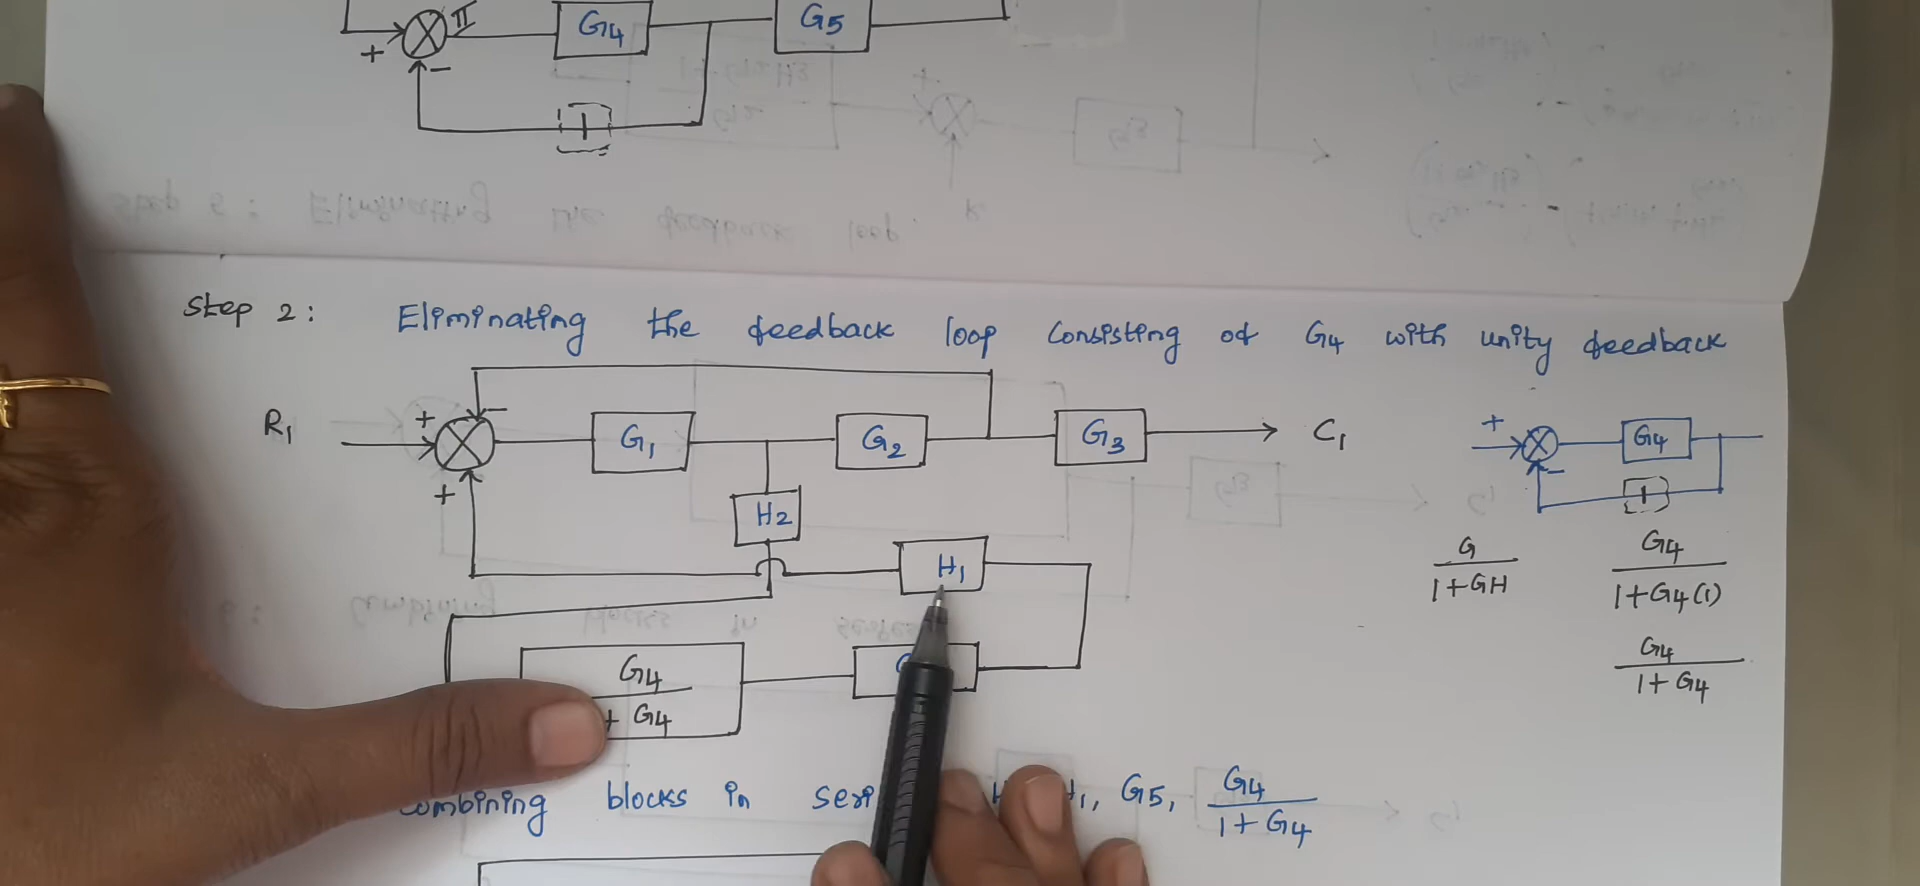 II
G4
G5
+
-
1
Step 2: Eliminating the feedback loop consisting of G4 with unity feedback
R1
+
-
+
G1
G2
G3
C1
H2
H1
G4
+ G4
+
-
G4
1
G
1+GH
G4
1+G4(1)
G4
1+G4
Combining blocks in
G5, G4
1+G4